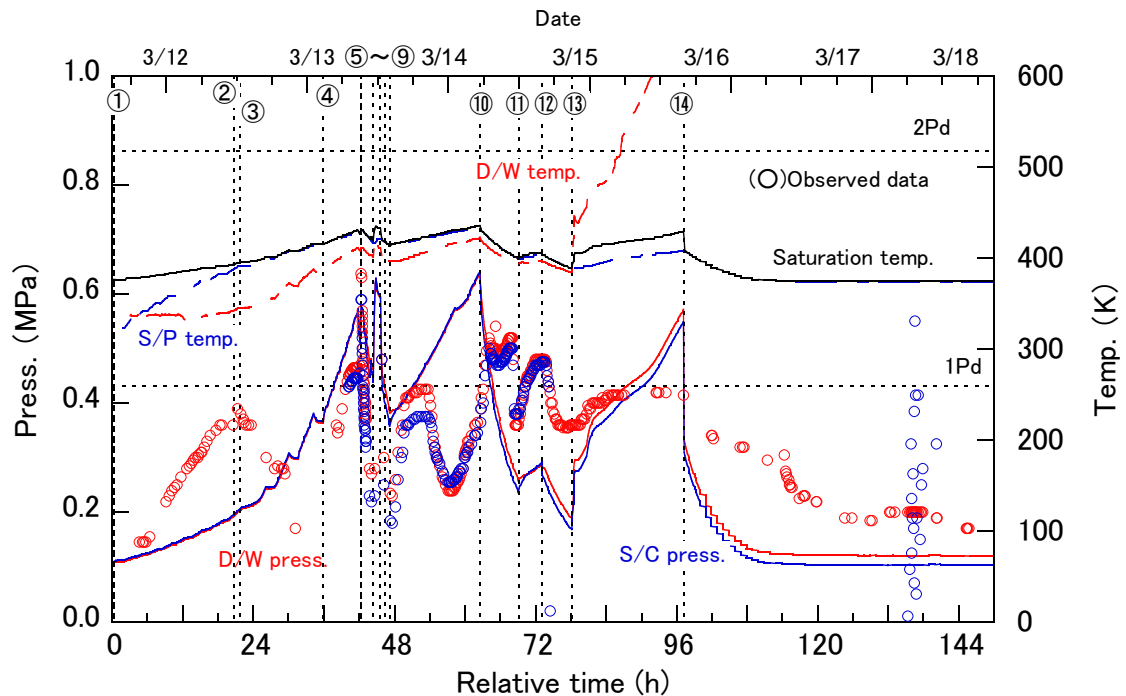 Date
3/12 3/13 3/14 3/15 3/16 3/17 3/18
⑤～⑨
1.0 600
① ② ③ ④ ⑩ ⑪ ⑫ ⑬ ⑭
2Pd
500
D/W temp. (○)Observed data
0.8
400
Saturation temp.
0.6
S/P temp.
300
1Pd
0.4
200
0.2
100
D/W press. S/C press.
0.0 0
0 24 48 72 96 120 144
Relative time (h)
Press. (MPa)
Temp. (K)